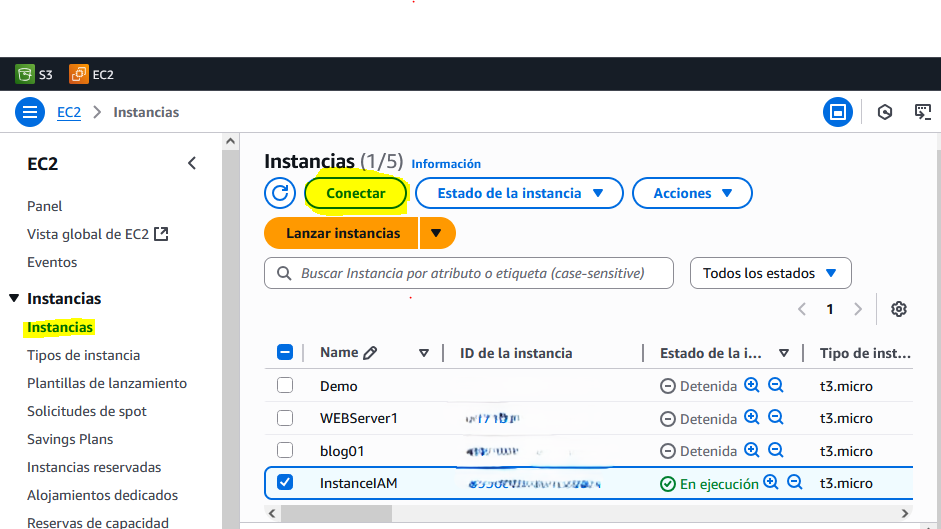 S3 EC2
EC2 Instancias
EC2
Panel
Vista global de EC2
Eventos
Instancias
Instancias
Tipos de instancia
Plantillas de lanzamiento
Solicitudes de spot
Savings Plans
Instancias reservadas
Alojamientos dedicados
Reservas de capacidad
Instancias (1/5) Información
Conectar Estado de la instancia Acciones
Lanzar instancias
Buscar Instancia por atributo o etiqueta (case-sensitive) Todos los estados
1
Name ID de la instancia Estado de la i... Tipo de inst...
Demo Detenida t3.micro
WEBServer1 Detenida t3.micro
blog01 Detenida t3.micro
InstanceIAM En ejecución t3.micro